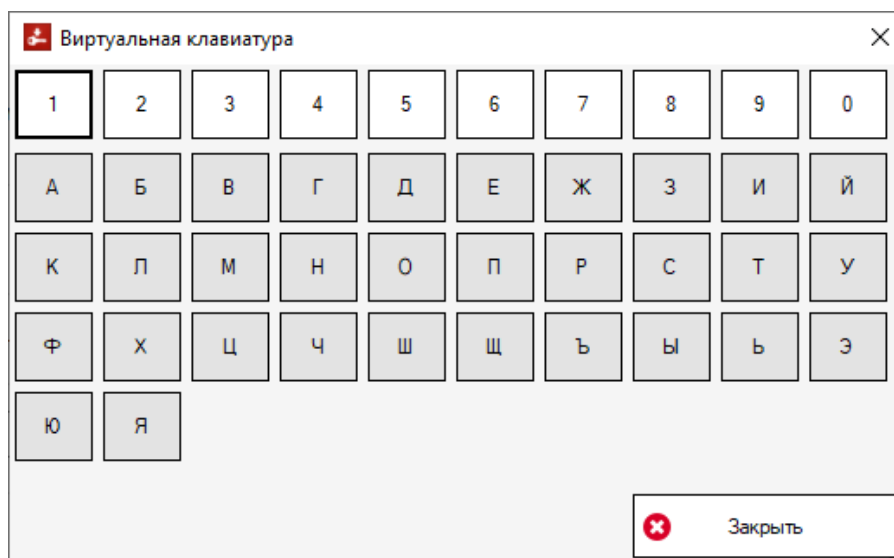 Виртуальная клавиатура
1 2 3 4 5 6 7 8 9 0
А Б В Г Д Е Ж З И Й
К Л М Н О П Р С Т У
Ф Х Ц Ч Ш Щ Ъ Ы Ь Э
Ю Я
Закрыть